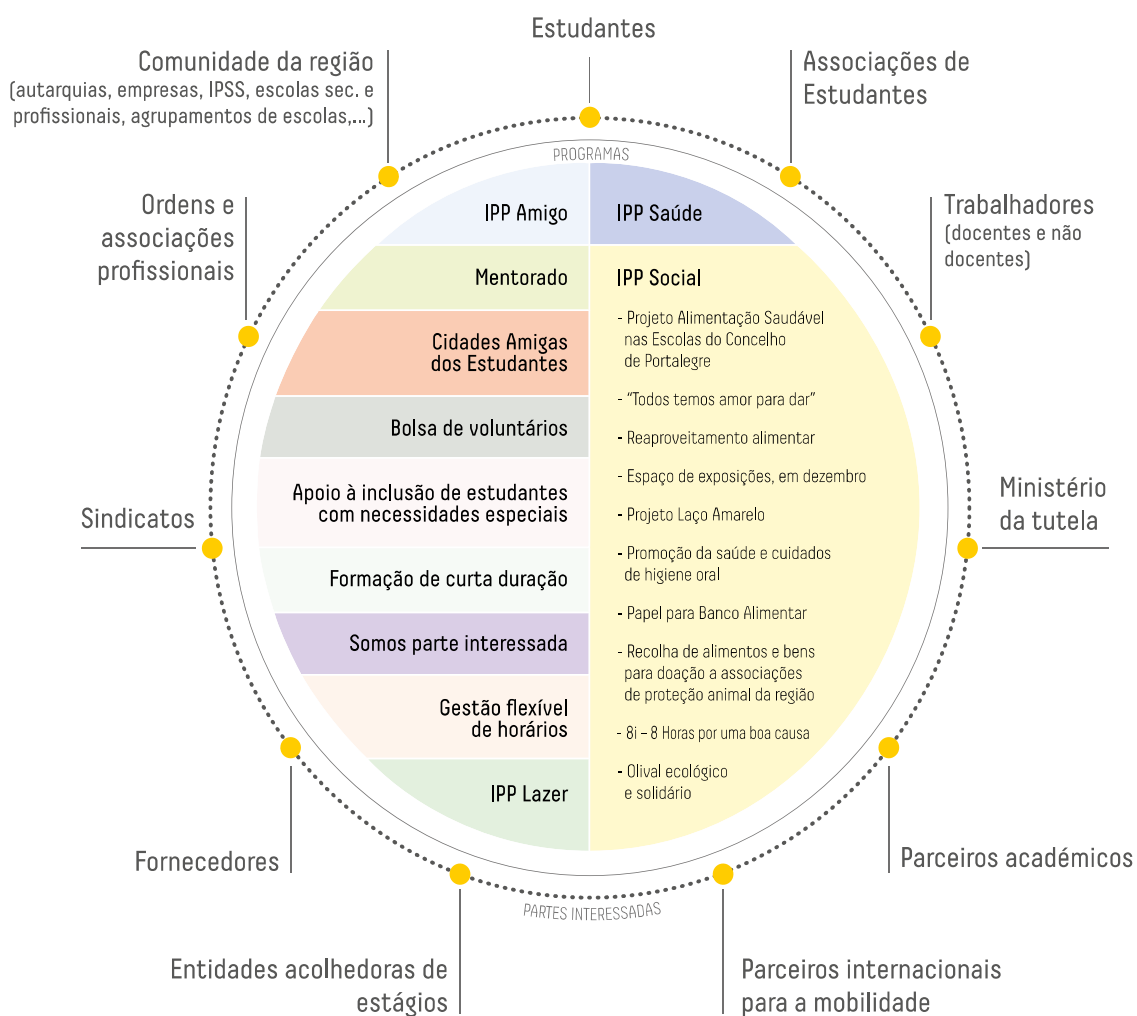 Estudantes
Comunidade da região
(autarquias, empresas, IPSS, escolas sec. e
profissionais, agrupamentos de escolas,...)
Associações de
Estudantes
PROGRAMAS
Ordens e
associações
profissionais
Trabalhadores
(docentes e não
docentes)
IPP Amigo
Mentorado
Cidades Amigas
dos Estudantes
Bolsa de voluntários
Apoio à inclusão de estudantes
com necessidades especiais
Formação de curta duração
Somos parte interessada
Gestão flexível
de horários
IPP Lazer
IPP Saúde
IPP Social
- Projeto Alimentação Saudável
nas Escolas do Concelho
de Portalegre
- "Todos temos amor para dar"
- Reaproveitamento alimentar
- Espaço de exposições, em dezembro
- Projeto Laço Amarelo
- Promoção da saúde e cuidados
de higiene oral
- Papel para Banco Alimentar
- Recolha de alimentos e bens
para doação a associações
de proteção animal da região
- 8i – 8 Horas por uma boa causa
- Olival ecológico
e solidário
Sindicatos
Ministério
da tutela
Fornecedores
Parceiros académicos
PARTES INTERESSADAS
Entidades acolhedoras de
estágios
Parceiros internacionais
para a mobilidade